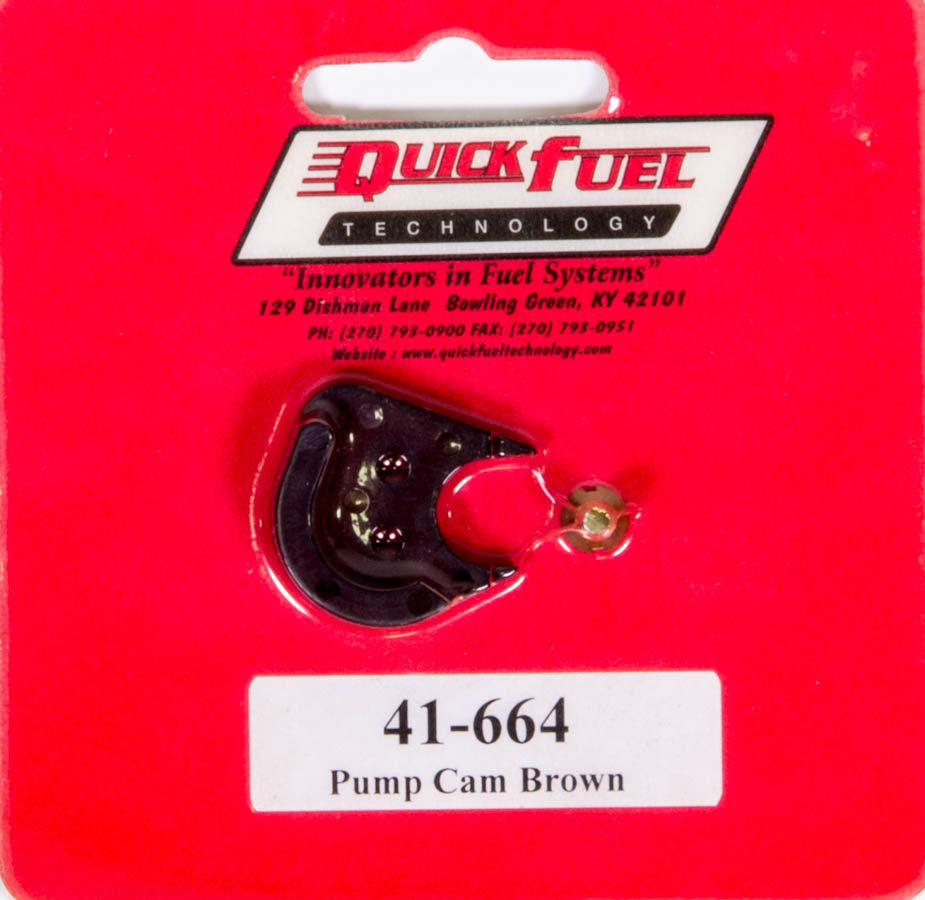 QUICK FUEL
TECHNOLOGY
"Innovators in Fuel Systems"
129 Dishman Lane Bowling Green, KY 42101
PH: (270) 793-0900 FAX: (270) 793-0951
Website : www.quickfueltechnology.com
41-664
Pump Cam Brown